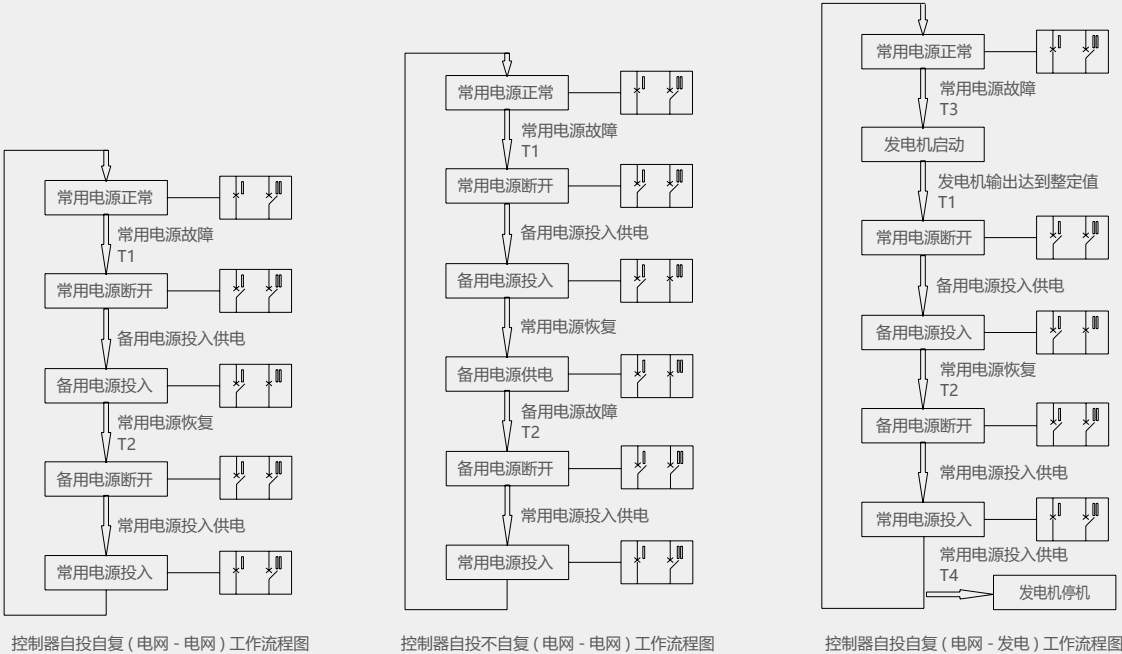 常用电源正常
常用电源故障
T1
常用电源断开
备用电源投入供电
备用电源投入
常用电源恢复
T2
备用电源断开
常用电源投入供电
常用电源投入
控制器自投自复 ( 电网 - 电网 ) 工作流程图
常用电源正常
常用电源故障
T1
常用电源断开
备用电源投入供电
备用电源投入
常用电源恢复
备用电源供电
备用电源故障
T2
备用电源断开
常用电源投入供电
常用电源投入
控制器自投不自复 ( 电网 - 电网 ) 工作流程图
常用电源正常
常用电源故障
T3
发电机启动
发电机输出达到整定值
T1
常用电源断开
备用电源投入供电
备用电源投入
常用电源恢复
T2
备用电源断开
常用电源投入供电
常用电源投入
常用电源投入供电
T4
发电机停机
控制器自投自复 ( 电网 - 发电 ) 工作流程图